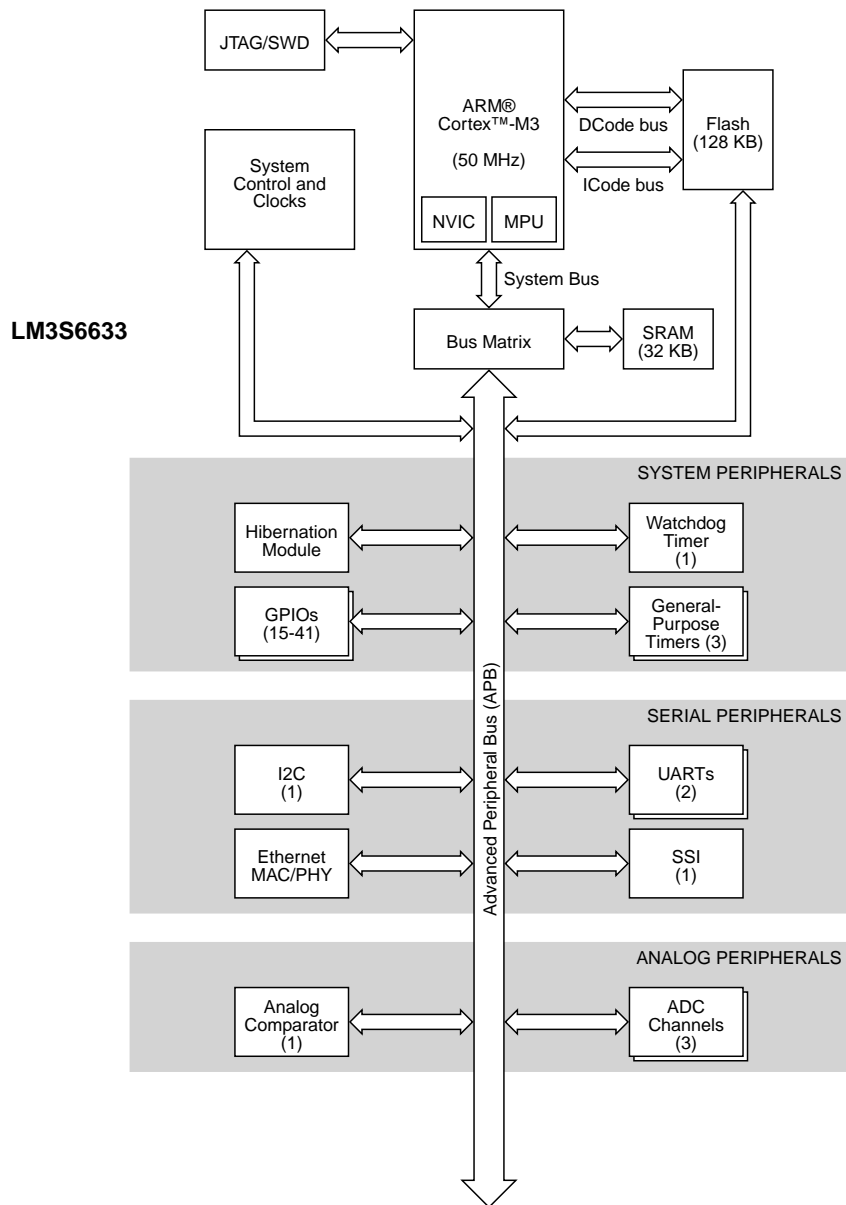 JTAG/SWD
ARM®
Cortex™-M3
(50 MHz)
NVIC
MPU
DCode bus
ICode bus
Flash
(128 KB)
System
Control and
Clocks
System Bus
LM3S6633
Bus Matrix
SRAM
(32 KB)
Advanced Peripheral Bus (APB)
SYSTEM PERIPHERALS
Hibernation
Module
Watchdog
Timer
(1)
GPIOs
(15-41)
General-
Purpose
Timers (3)
SERIAL PERIPHERALS
I2C
(1)
UARTs
(2)
Ethernet
MAC/PHY
SSI
(1)
ANALOG PERIPHERALS
Analog
Comparator
(1)
ADC
Channels
(3)